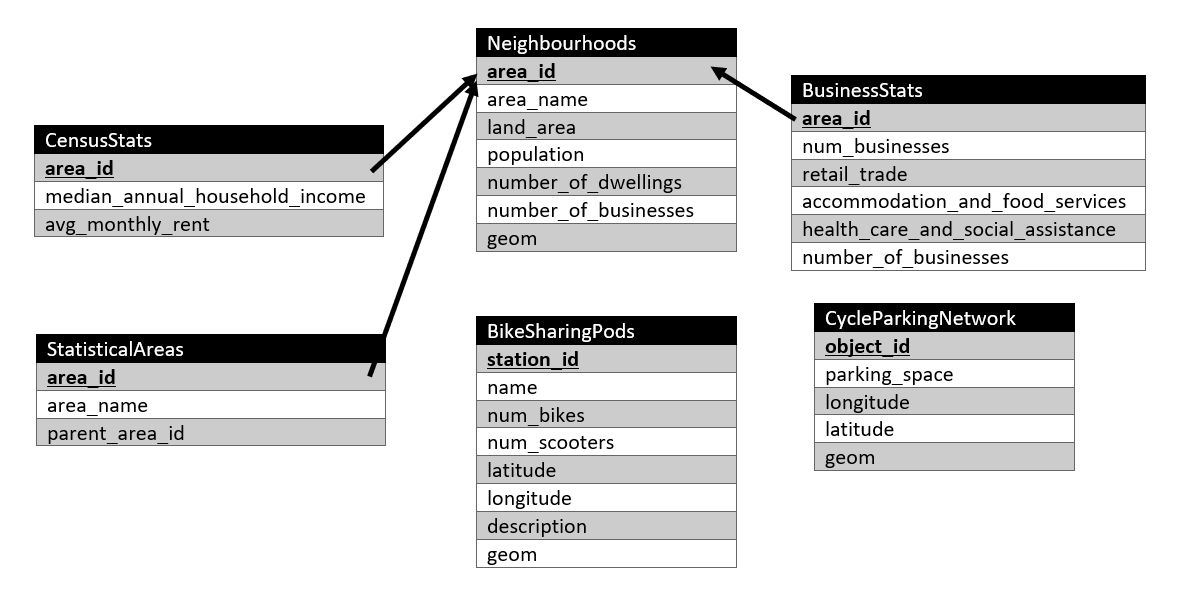 Neighbourhoods
area_id
area_name
land_area
population
number_of_dwellings
number_of_businesses
geom
BusinessStats
area_id
num_businesses
retail_trade
accommodation_and_food_services
health_care_and_social_assistance
number_of_businesses
CensusStats
area_id
median_annual_household_income
avg_monthly_rent
StatisticalAreas
area_id
area_name
parent_area_id
BikeSharingPods
station_id
name
num_bikes
num_scooters
latitude
longitude
description
geom
CycleParkingNetwork
object_id
parking_space
longitude
latitude
geom